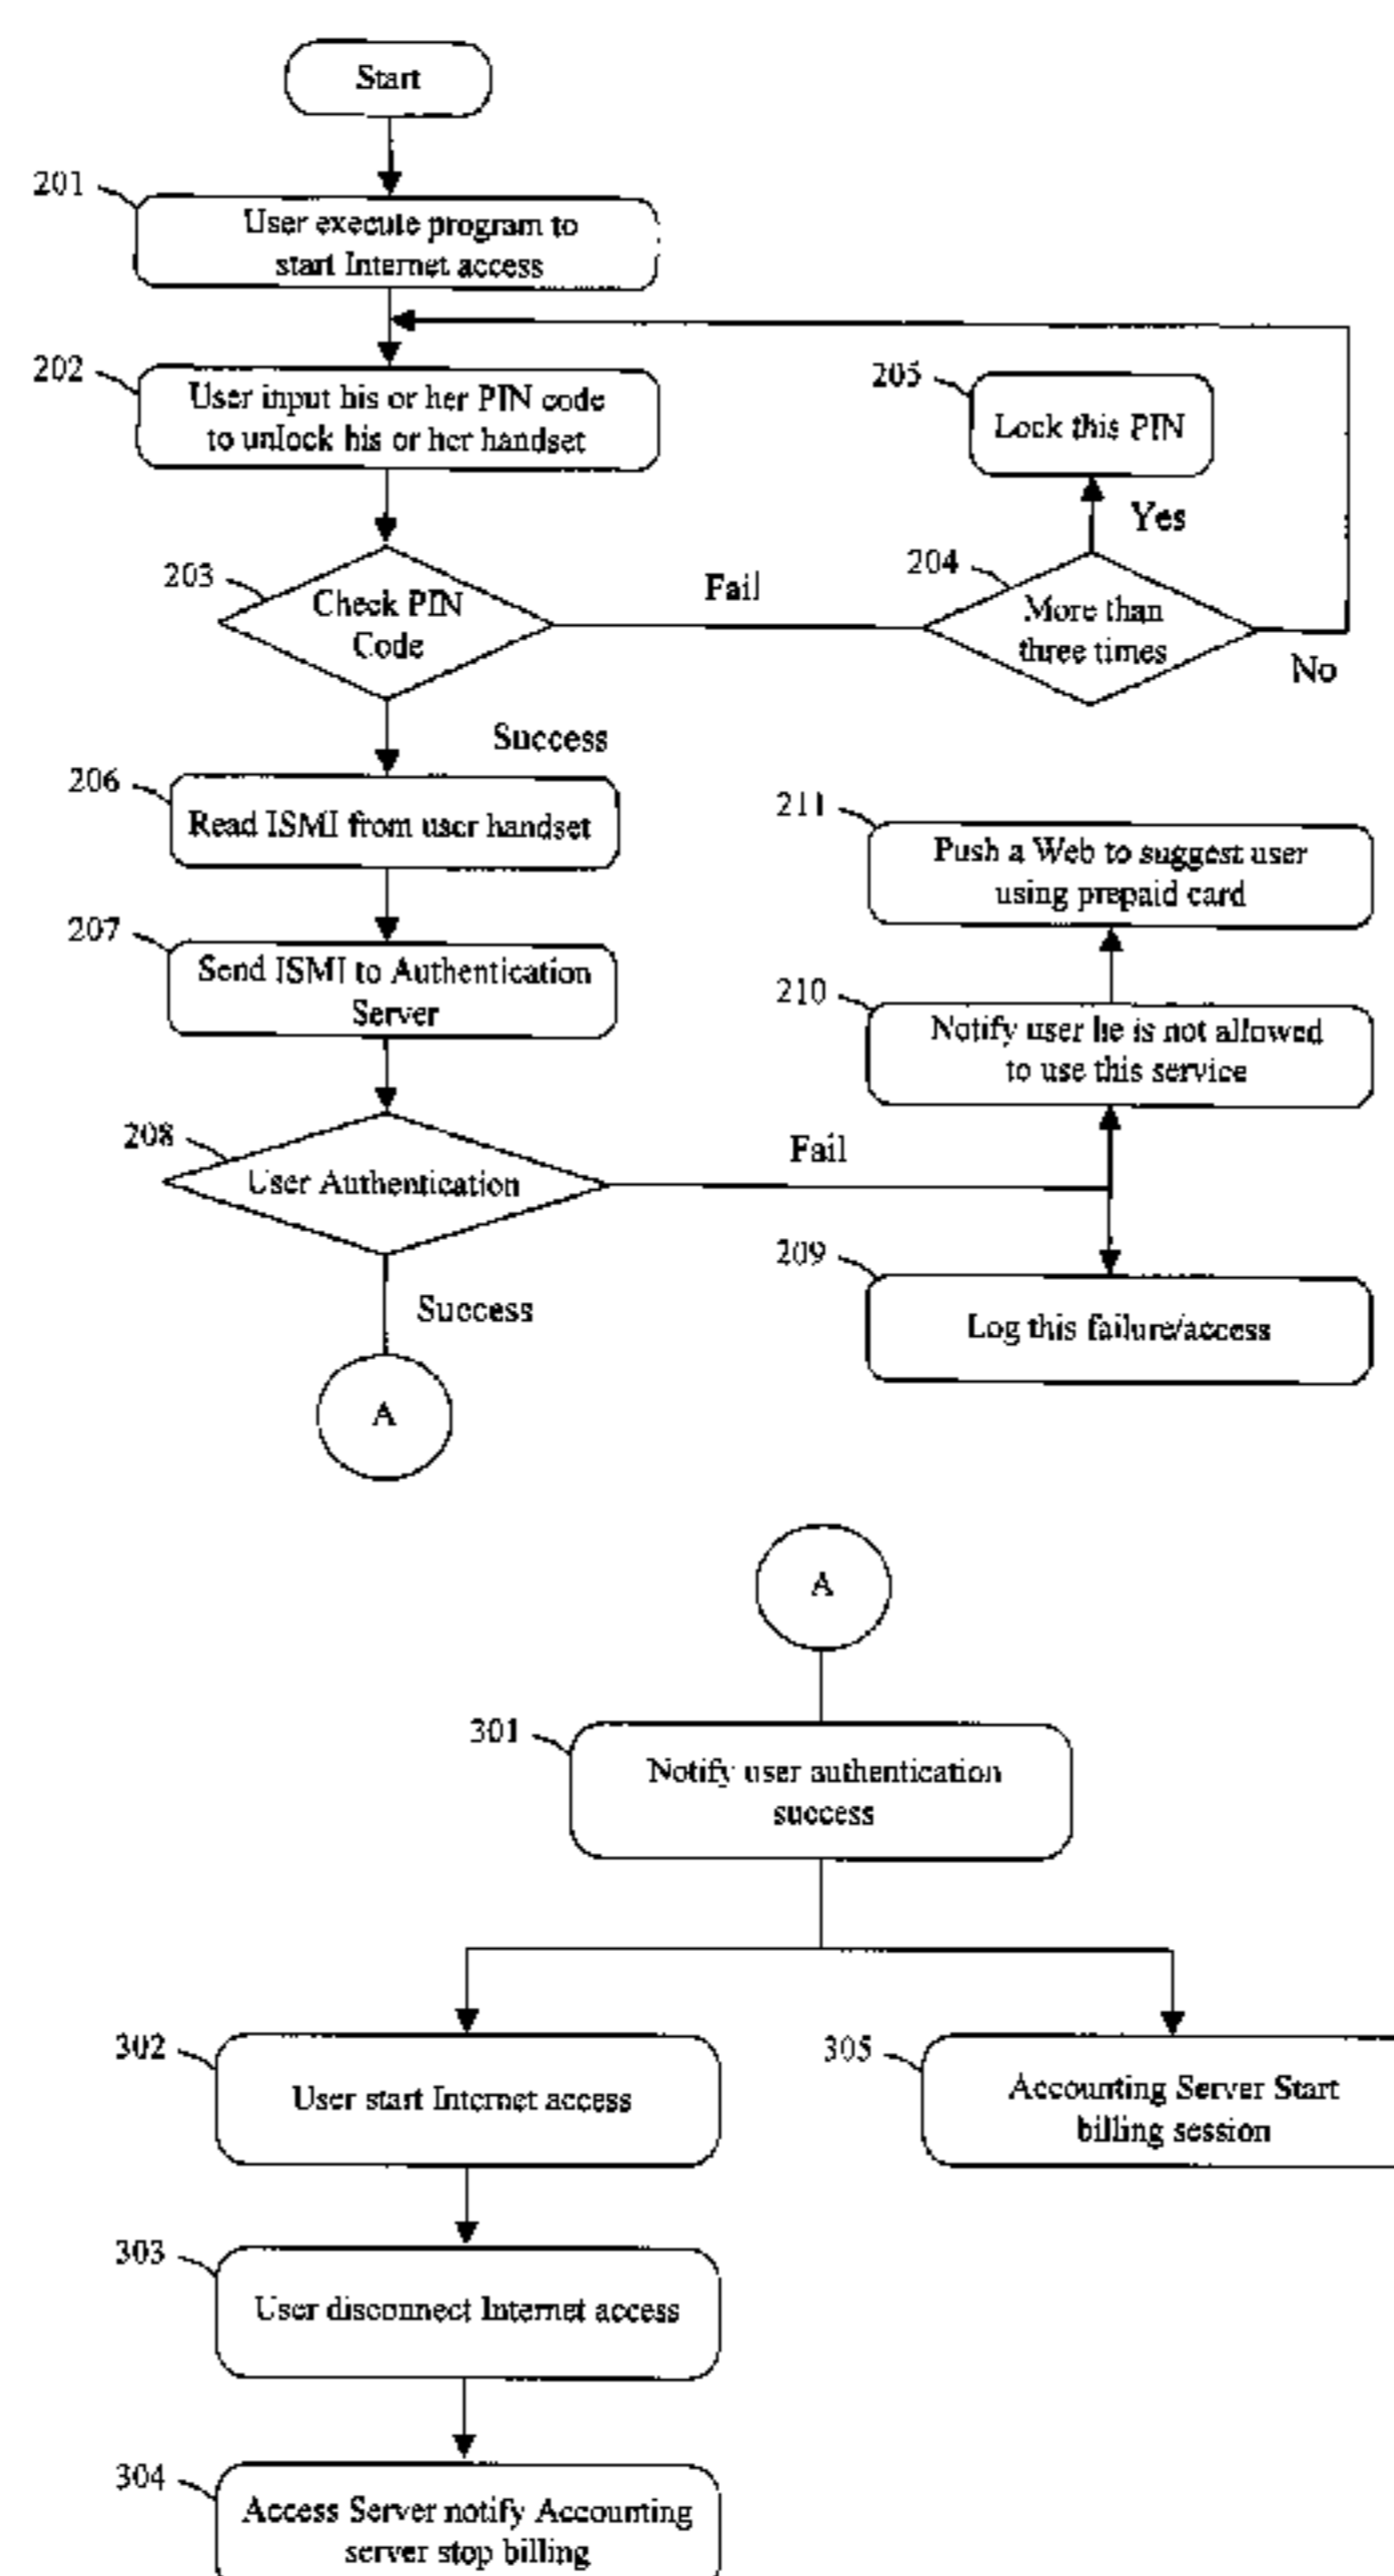 Start
201
User execute program to
start Internet access
202
User input his or her PIN code
to unlock his or her handset
205
Lock this PIN
Yes
203
Check PIN
Code
Fail
204
More than
three times
No
Success
206
Read ISMI from user handset
211
Push a Web to suggest user
using prepaid card
207
Send ISMI to Authentication
Server
210
Notify user he is not allowed
to use this service
208
User Authentication
Fail
209
Log this failure/access
Success
A
A
301
Notify user authentication
success
302
User start Internet access
305
Accounting Server Start
billing session
303
User disconnect Internet access
304
Access Server notify Accounting
server stop billing